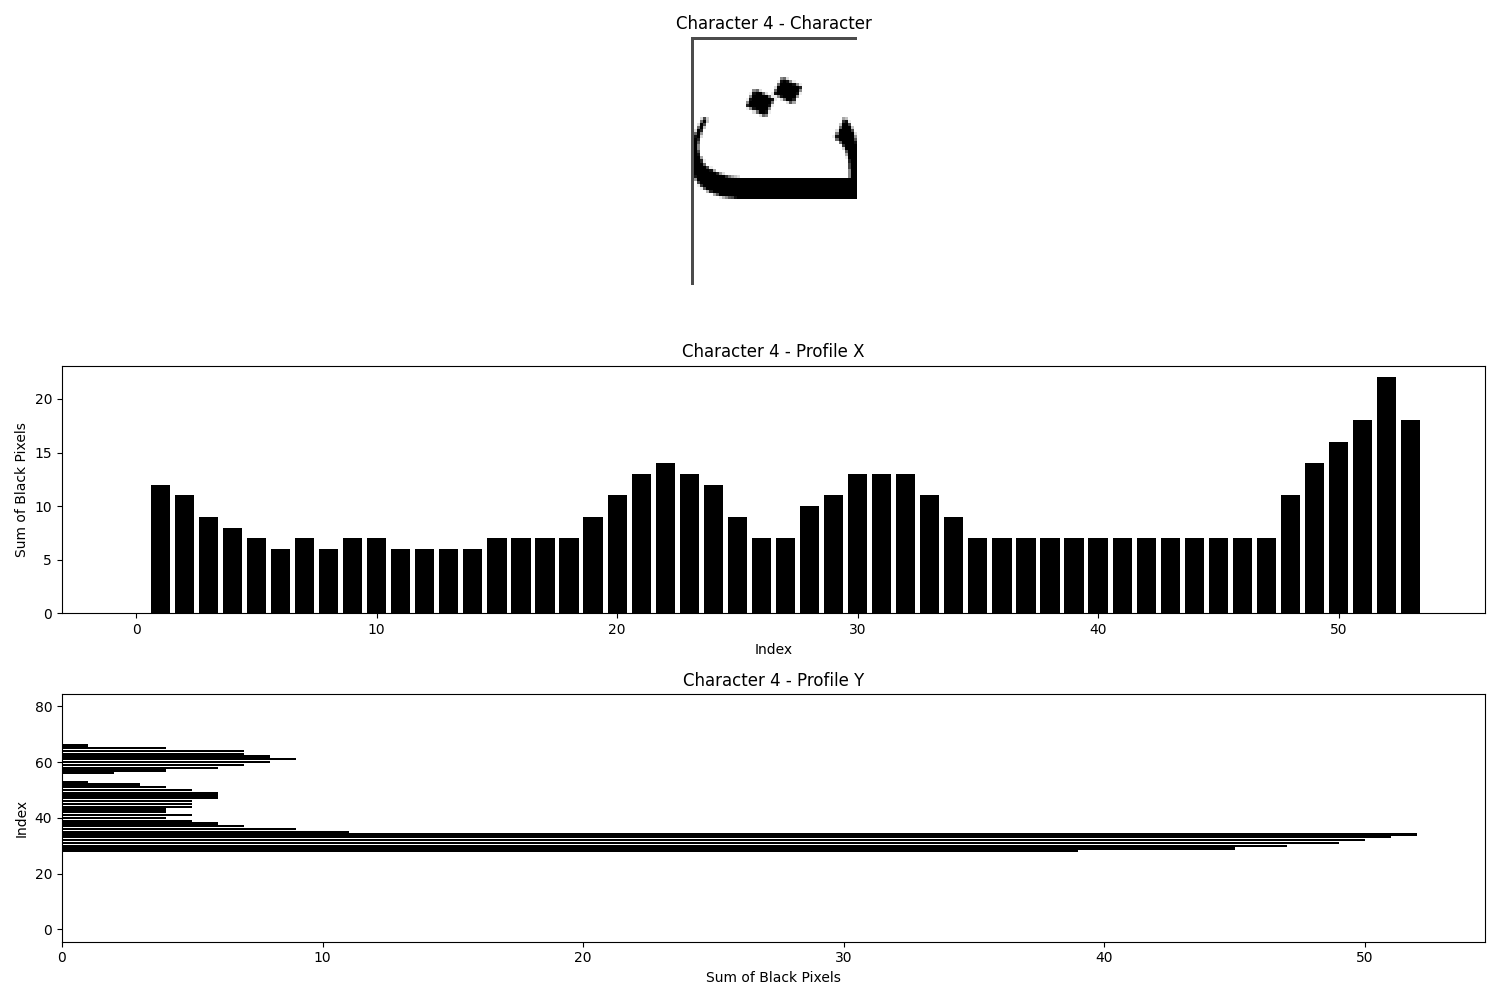 Character 4 - Character
ت
Character 4 - Profile X
Sum of Black Pixels
20
15
10
5
0
0 10 20 30 40 50
Index
Character 4 - Profile Y
Index
80
60
40
20
0
0 10 20 30 40 50
Sum of Black Pixels